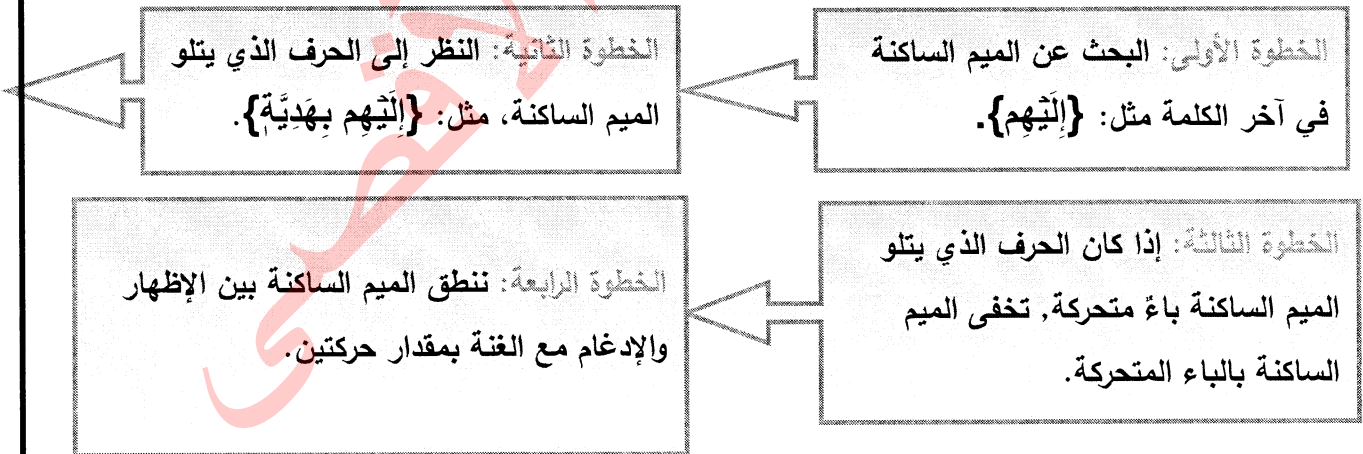 الخطوة الأولى: البحث عن الميم الساكنة
في آخر الكلمة مثل: {إِلَيْهِم}.
الخطوة الثانية: النظر إلى الحرف الذي يتلو
الميم الساكنة، مثل: {إِلَيْهِم بِهَدِيَّةٍ}.
الخطوة الثالثة: إذا كان الحرف الذي يتلو
الميم الساكنة باءً متحركة, تخفى الميم
الساكنة بالباء المتحركة.
الخطوة الرابعة: ننطق الميم الساكنة بين الإظهار
والإدغام مع الغنة بمقدار حركتين.